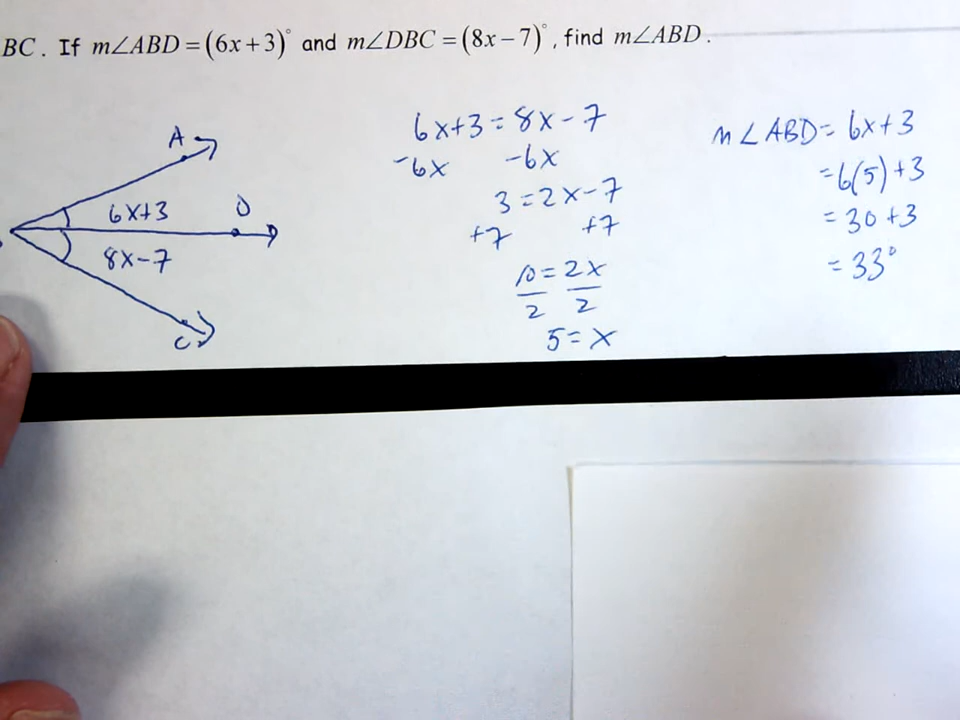 BC. If m∠ABD = (6x+3)° and m∠DBC = (8x−7)°, find m∠ABD.
A
6x+3
D
8x−7
C
6x+3 = 8x−7
−6x −6x
3 = 2x−7
+7 +7
10 = 2x
2 2
5 = x
m∠ABD = 6x+3
= 6(5)+3
= 30+3
= 33°